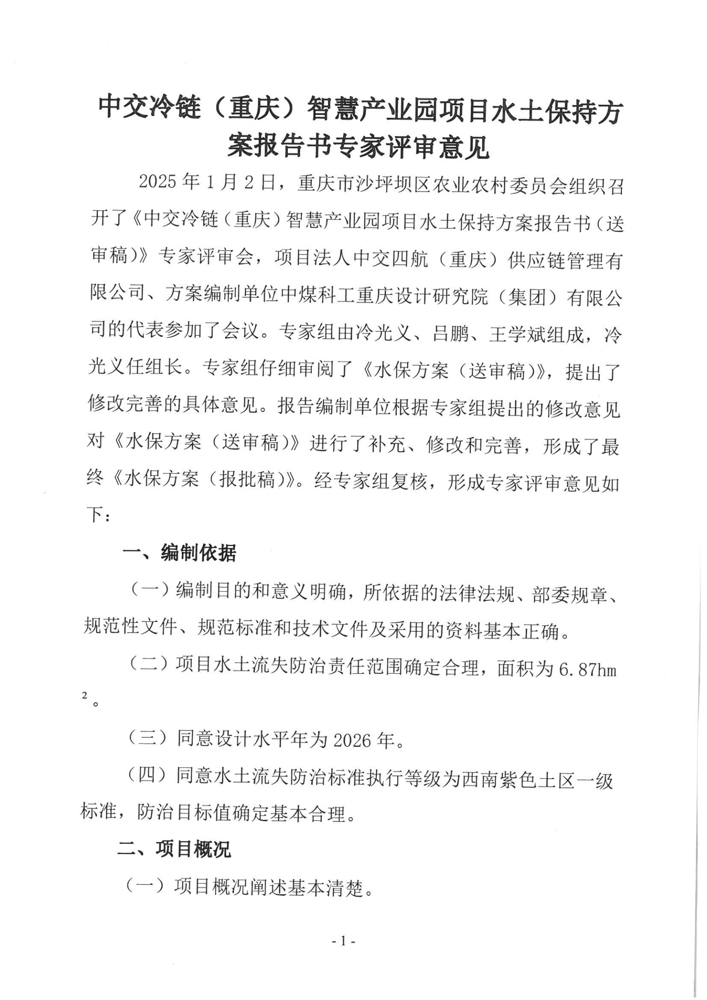 中交冷链（重庆）智慧产业园项目水土保持方
案报告书专家评审意见
2025 年 1 月 2 日，重庆市沙坪坝区农业农村委员会组织召
开了《中交冷链（重庆）智慧产业园项目水土保持方案报告书（送
审稿）》专家评审会，项目法人中交四航（重庆）供应链管理有
限公司、方案编制单位中煤科工重庆设计研究院（集团）有限公
司的代表参加了会议。专家组由冷光义、吕鹏、王学斌组成，冷
光义任组长。专家组仔细审阅了《水保方案（送审稿）》，提出了
修改完善的具体意见。报告编制单位根据专家组提出的修改意见
对《水保方案（送审稿）》进行了补充、修改和完善，形成了最
终《水保方案（报批稿）》。经专家组复核，形成专家评审意见如
下：
一、编制依据
（一）编制目的和意义明确，所依据的法律法规、部委规章、
规范性文件、规范标准和技术文件及采用的资料基本正确。
（二）项目水土流失防治责任范围确定合理，面积为 6.87hm
²。
（三）同意设计水平年为 2026 年。
（四）同意水土流失防治标准执行等级为西南紫色土区一级
标准，防治目标值确定基本合理。
二、项目概况
（一）项目概况阐述基本清楚。
- 1 -